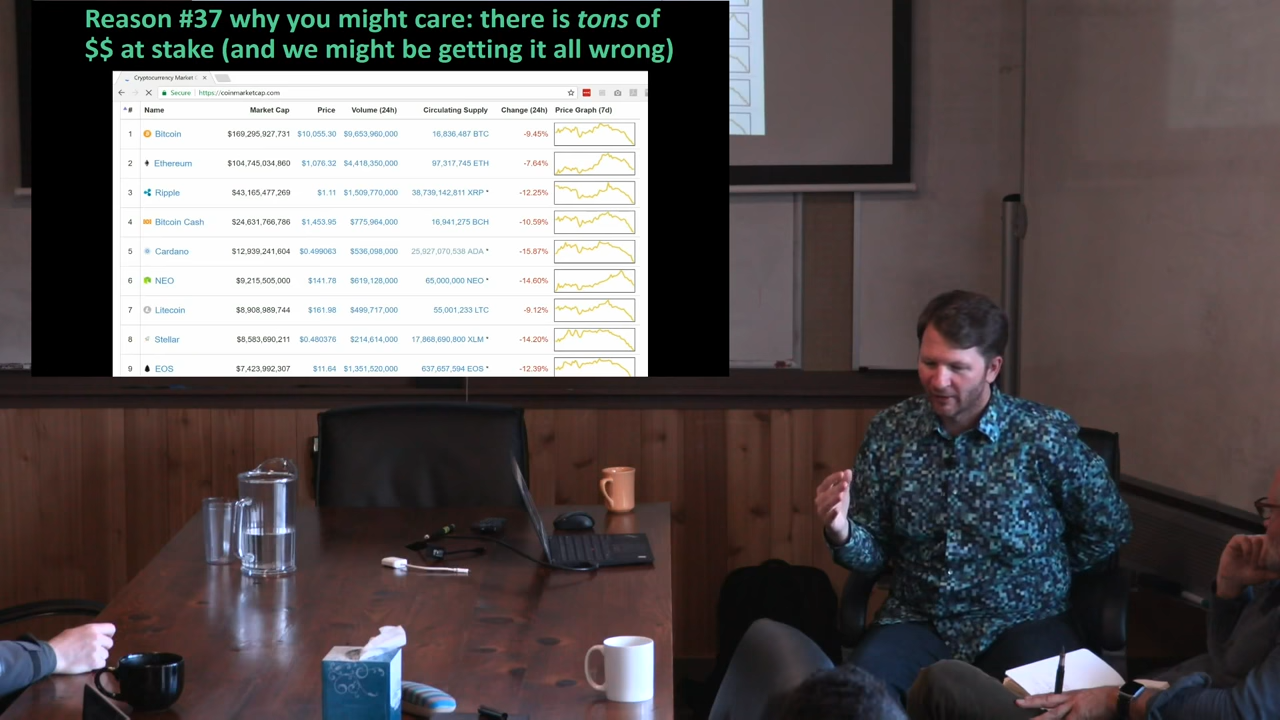 Reason #37 why you might care: there is tons of
$$ at stake (and we might be getting it all wrong)
Cryptocurrency Market
Secure https://coinmarketcap.com
# Name Market Cap Price Volume (24h) Circulating Supply Change (24h) Price Graph (7d)
1 Bitcoin $169,295,927,731 $10,055.30 $9,653,960,000 16,836,487 BTC -9.45%
2 Ethereum $104,745,034,860 $1,076.32 $4,418,350,000 97,317,745 ETH -7.64%
3 Ripple $43,165,477,269 $1.11 $1,509,770,000 38,739,142,811 XRP * -12.25%
4 Bitcoin Cash $24,631,766,786 $1,453.95 $775,964,000 16,941,275 BCH -10.59%
5 Cardano $12,939,241,604 $0.499063 $536,098,000 25,927,070,538 ADA * -15.87%
6 NEO $9,215,505,000 $141.78 $619,128,000 65,000,000 NEO * -14.60%
7 Litecoin $8,908,989,744 $161.98 $499,717,000 55,001,233 LTC -9.12%
8 Stellar $8,583,690,211 $0.480376 $214,614,000 17,868,690,800 XLM * -14.20%
9 EOS $7,423,992,307 $11.64 $1,351,520,000 637,657,594 EOS * -12.39%